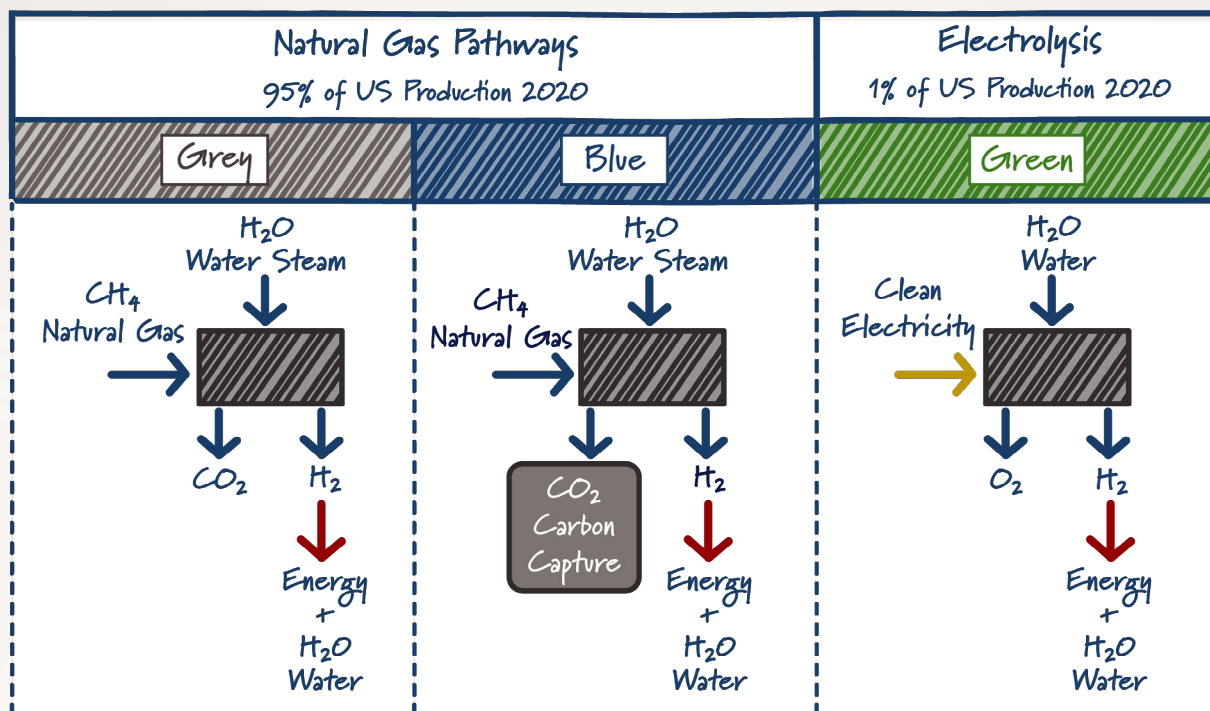 Natural Gas Pathways
95% of US Production 2020
Electrolysis
1% of US Production 2020
Grey
Blue
Green
H₂O
Water Steam
CH₄
Natural Gas
CO₂
H₂
Energy
+
H₂O
Water
H₂O
Water Steam
CH₄
Natural Gas
CO₂
Carbon
Capture
H₂
Energy
+
H₂O
Water
H₂O
Water
Clean
Electricity
O₂
H₂
Energy
+
H₂O
Water